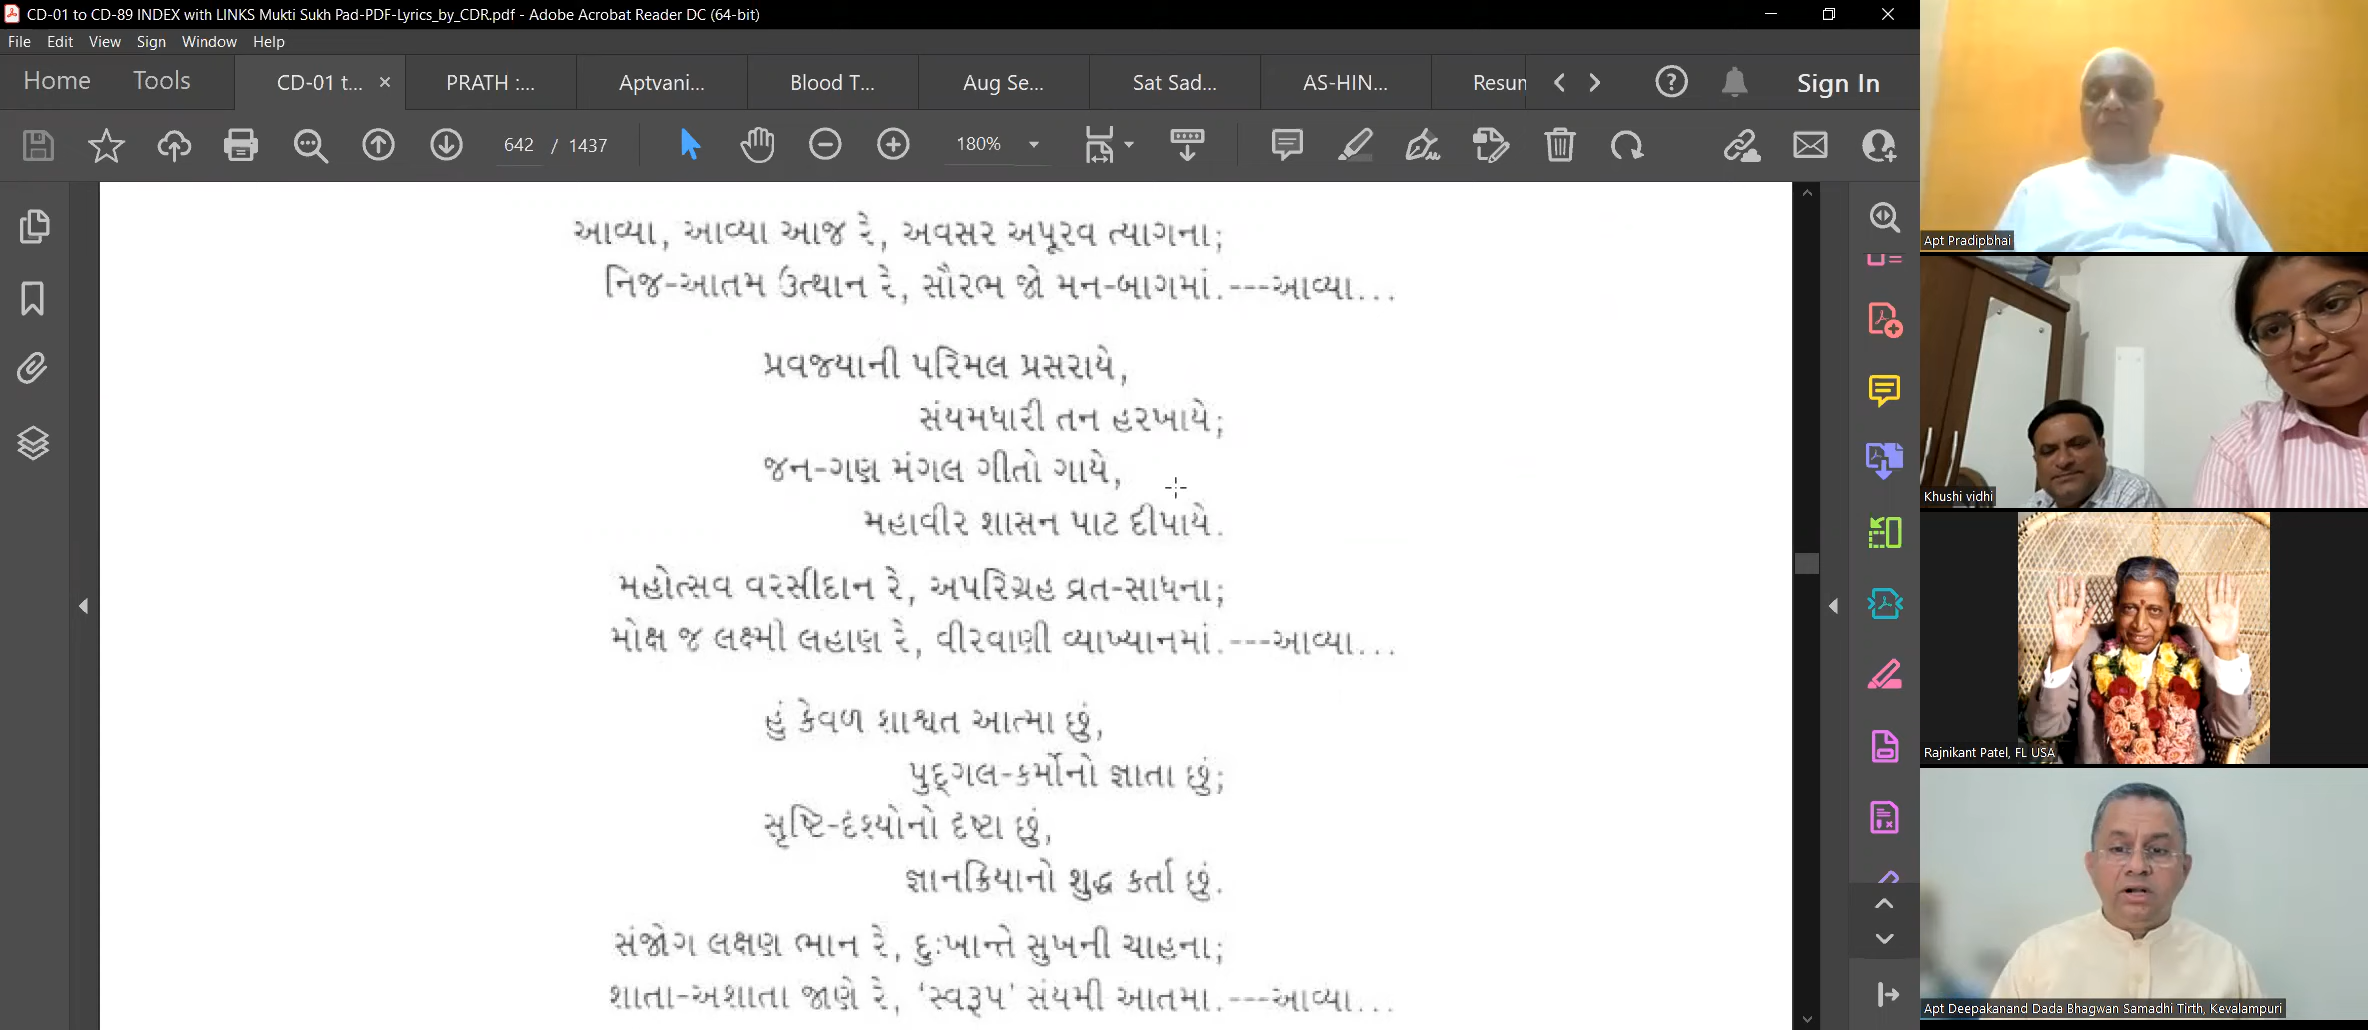 CD-01 to CD-89 INDEX with LINKS Mukti Sukh Pad-PDF-Lyrics_by_CDR.pdf - Adobe Acrobat Reader DC (64-bit)
File Edit View Sign Window Help
Home Tools CD-01 t... PRATH :... Aptvani... Blood T... Aug Se... Sat Sad... AS-HIN... Resun Sign In
642 / 1437 180%
આવ્યા, આવ્યા આજ રે, અવસર અપૂરવ ત્યાગના;
નિજ-આતમ ઉત્થાન રે, સૌરભ જો મન-બાગમાં.---આવ્યા...
પ્રવજયાની પરિમલ પ્રસરાયે,
સંયમધારી તન હરખાયે;
જન-ગણ મંગલ ગીતો ગાયે,
મહાવીર શાસન પાટ દીપાયે.
મહોત્સવ વરસીદાન રે, અપરિગ્રહ વ્રત-સાધના;
મોક્ષ જ લક્ષ્મી લહાણ રે, વીરવાણી વ્યાખ્યાનમાં.---આવ્યા...
હું કેવળ શાશ્વત આત્મા છું,
પુદ્ગલ-કર્મોનો જ્ઞાતા છું;
સૃષ્ટિ-દૃશ્યોનો દૃષ્ટા છું,
જ્ઞાનક્રિયાનો શુદ્ધ કર્તા છું.
સંજોગ લક્ષણ ભાન રે, દુઃખાન્તે સુખની ચાહના;
શાતા-અશાતા જાણે રે, ‘સ્વરૂપ’ સંયમી આતમા.---આવ્યા...
Apt Pradipbhai
Khushi vidhi
Rajnikant Patel, FL USA
Apt Deepakanand Dada Bhagwan Samadhi Tirth, Kevalampuri